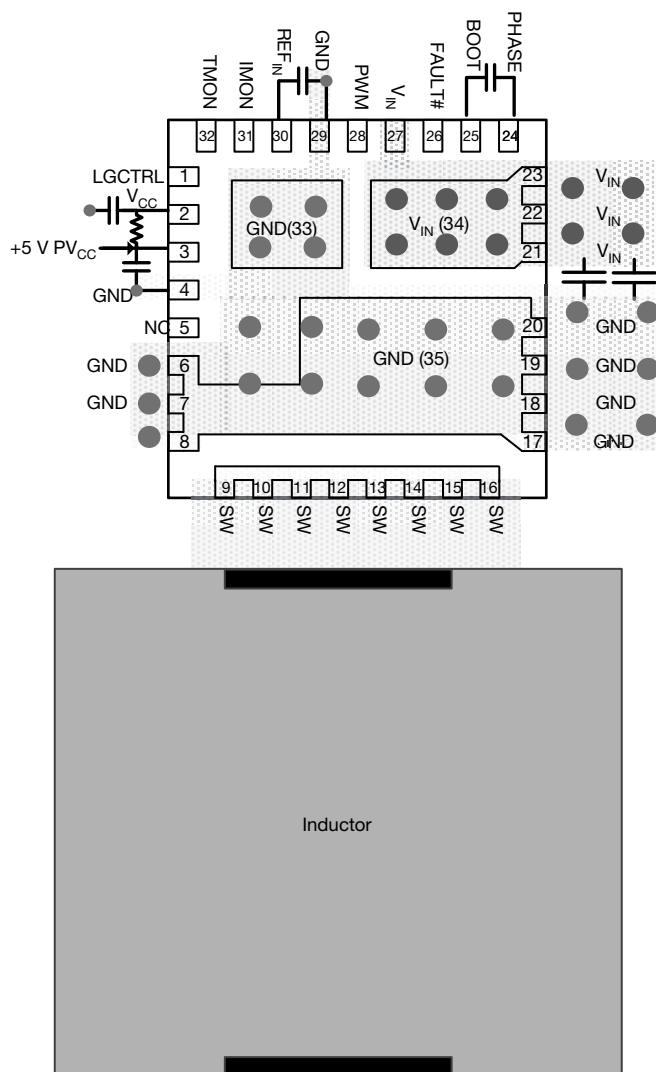 TMON
IMON
REF_IN
GND
PWM
V_IN
FAULT#
BOOT
PHASE
32 31 30 29 28 27 26 25 24
LGCTRL 1
V_CC 2
+5 V PV_CC 3
GND 4
NC 5
GND 6
GND 7
8
GND(33)
V_IN (34)
GND (35)
23
22
21
20
19
18
17
V_IN
V_IN
V_IN
GND
GND
GND
GND
9 10 11 12 13 14 15 16
SW SW SW SW SW SW SW SW
Inductor